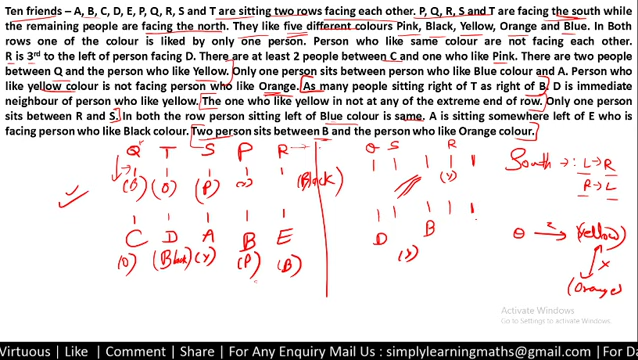 Ten friends – A, B, C, D, E, P, Q, R, S and T are sitting two rows facing each other. P, Q, R, S and T are facing the south while
the remaining people are facing the north. They like five different colours Pink, Black, Yellow, Orange and Blue. In Both
rows one of the colour is liked by only one person. Person who like same colour are not facing each other.
R is 3rd to the left of person facing D. There are at least 2 people between C and one who like Pink. There are two people
between Q and the person who like Yellow. Only one person sits between person who like Blue colour and A. Person who
like yellow colour is not facing person who like Orange. As many people sitting right of T as right of B. D is immediate
neighbour of person who like yellow. The one who like yellow in not at any of the extreme end of row. Only one person
sits between R and S. In both the row person sitting left of Blue colour is same. A is sitting somewhere left of E who is
facing person who like Black colour. Two person sits between B and the person who like Orange colour.
Q T S P R Q S R South → : L → R
(O) (P) (Y) (Black) (Y) R → L
C D A B E D B Q 2 → (Yellow)
(O) (Black) (Y) (P) (B) (Y) X
(Orange)
Activate Windows
Go to Settings to activate Windows.
Virtuous | Like | Comment | Share | For Any Enquiry Mail Us : simplylearningmaths@gmail.com | For D